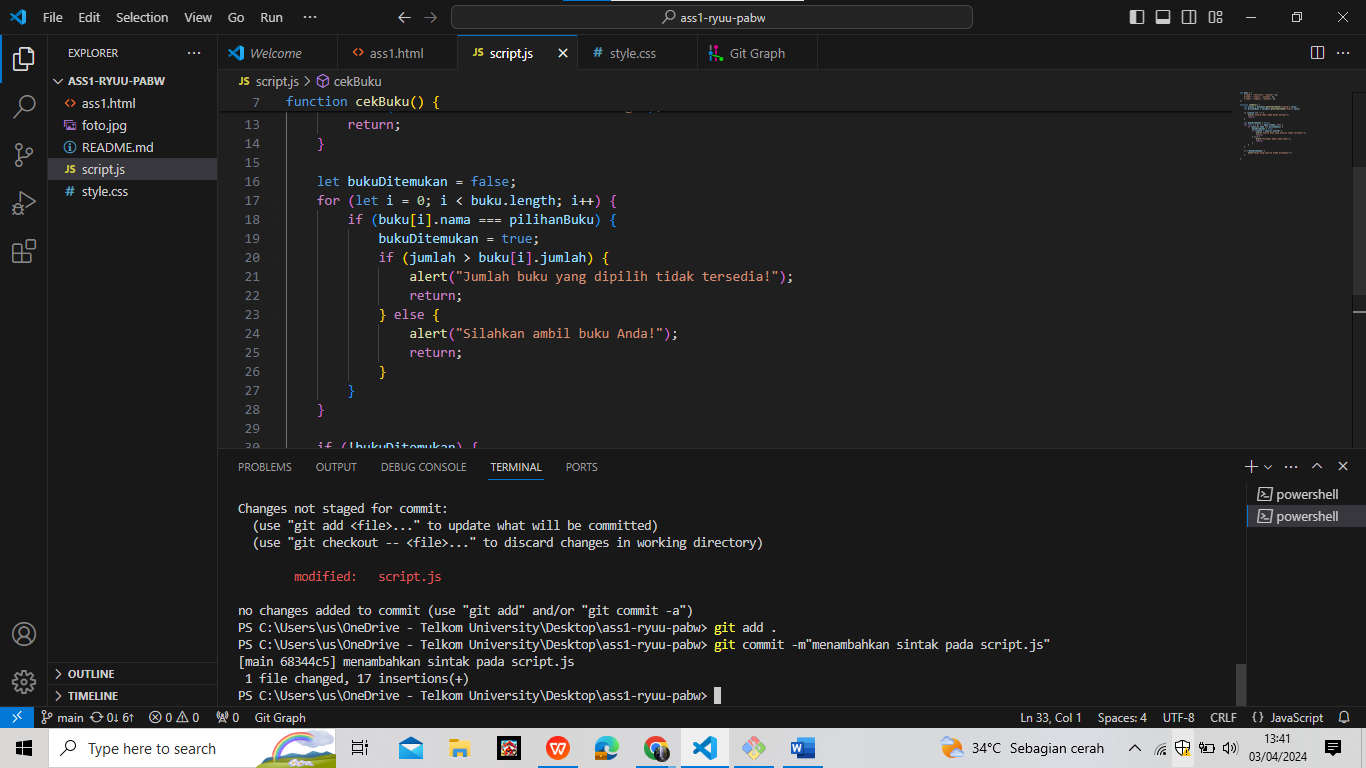 File Edit Selection View Go Run ··· ass1-ryuu-pabw
EXPLORER ···
ASS1-RYUU-PABW
<> ass1.html
foto.jpg
README.md
JS script.js
# style.css
OUTLINE
TIMELINE
Welcome <> ass1.html JS script.js # style.css Git Graph
JS script.js > cekBuku
7 function cekBuku() {
13 return;
14 }
15
16 let bukuDitemukan = false;
17 for (let i = 0; i < buku.length; i++) {
18 if (buku[i].nama === pilihanBuku) {
19 bukuDitemukan = true;
20 if (jumlah > buku[i].jumlah) {
21 alert("Jumlah buku yang dipilih tidak tersedia!");
22 return;
23 } else {
24 alert("Silahkan ambil buku Anda!");
25 return;
26 }
27 }
28 }
29
30 if (!bukuDitemukan) {
PROBLEMS OUTPUT DEBUG CONSOLE TERMINAL PORTS
Changes not staged for commit:
(use "git add <file>..." to update what will be committed)
(use "git checkout -- <file>..." to discard changes in working directory)
modified: script.js
no changes added to commit (use "git add" and/or "git commit -a")
PS C:\Users\us\OneDrive - Telkom University\Desktop\ass1-ryuu-pabw> git add .
PS C:\Users\us\OneDrive - Telkom University\Desktop\ass1-ryuu-pabw> git commit -m"menambahkan sintak pada script.js"
[main 68344c5] menambahkan sintak pada script.js
1 file changed, 17 insertions(+)
PS C:\Users\us\OneDrive - Telkom University\Desktop\ass1-ryuu-pabw>
powershell
powershell
main 0↓ 6↑ 0 0 0 Git Graph Ln 33, Col 1 Spaces: 4 UTF-8 CRLF {} JavaScript
Type here to search 34°C Sebagian cerah 13:41
03/04/2024